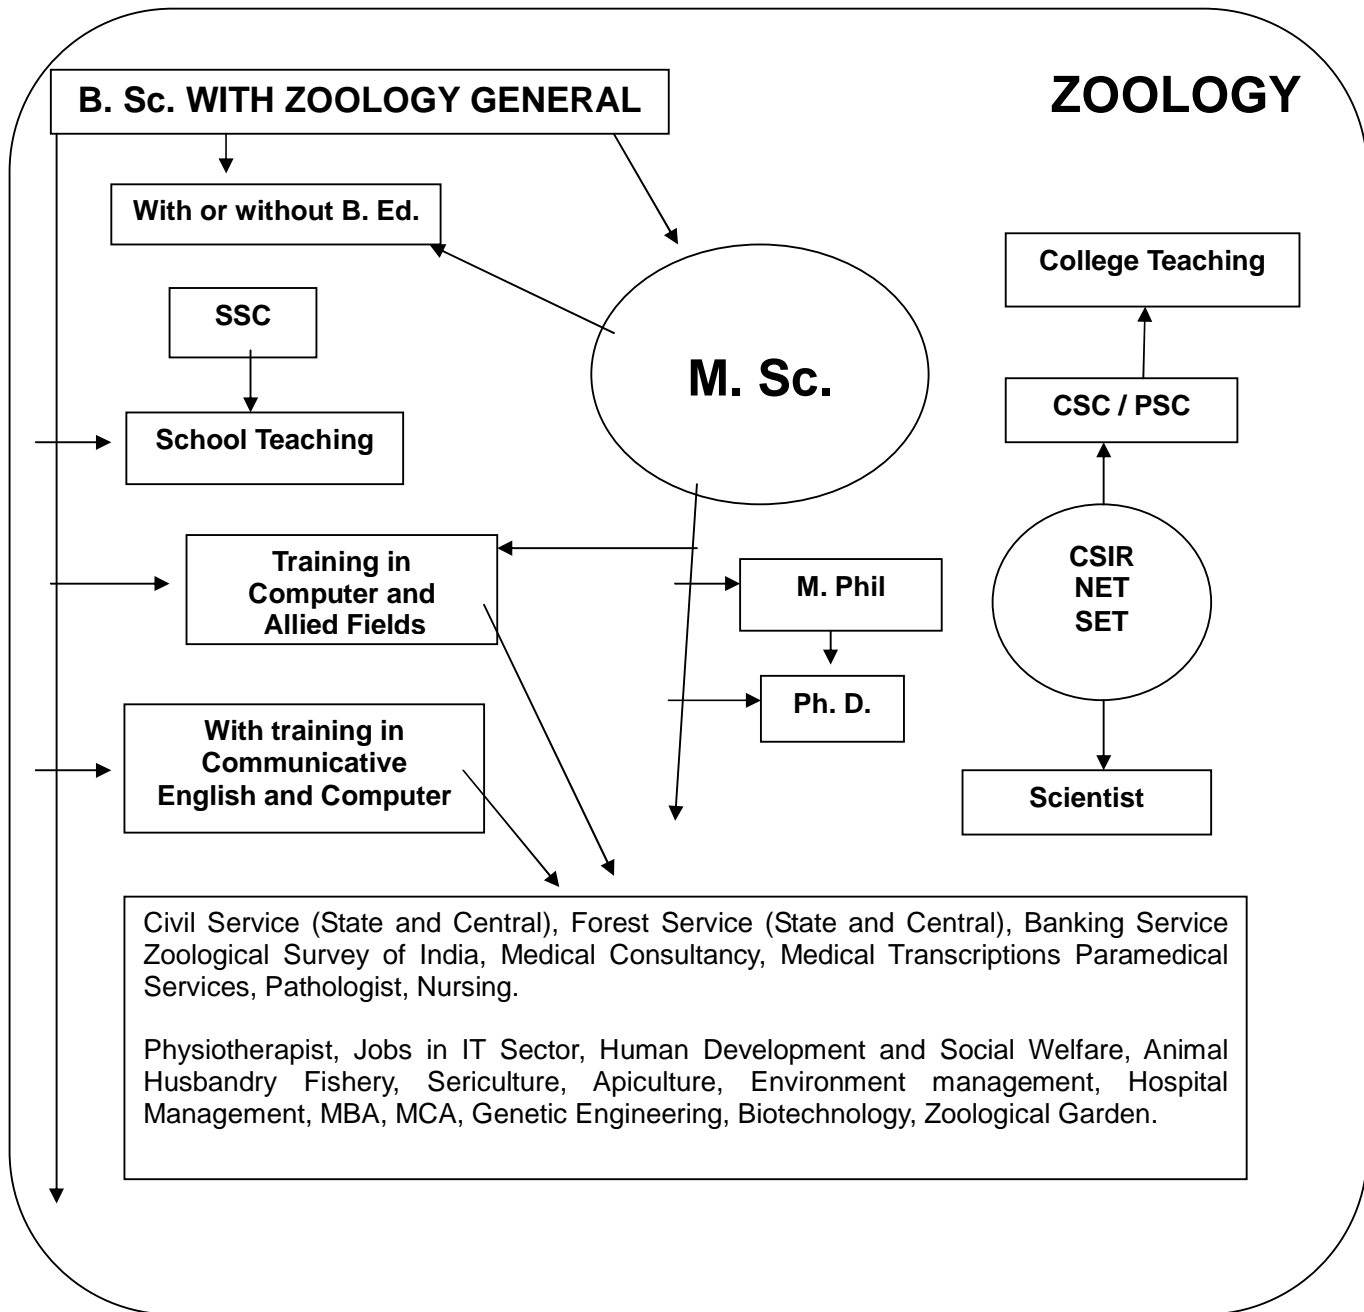 ZOOLOGY
B. Sc. WITH ZOOLOGY GENERAL
With or without B. Ed.
College Teaching
SSC
M. Sc.
CSC / PSC
School Teaching
Training in
Computer and
Allied Fields
M. Phil
CSIR
NET
SET
Ph. D.
With training in
Communicative
English and Computer
Scientist
Civil Service (State and Central), Forest Service (State and Central), Banking Service
Zoological Survey of India, Medical Consultancy, Medical Transcriptions Paramedical
Services, Pathologist, Nursing.
Physiotherapist, Jobs in IT Sector, Human Development and Social Welfare, Animal
Husbandry Fishery, Sericulture, Apiculture, Environment management, Hospital
Management, MBA, MCA, Genetic Engineering, Biotechnology, Zoological Garden.